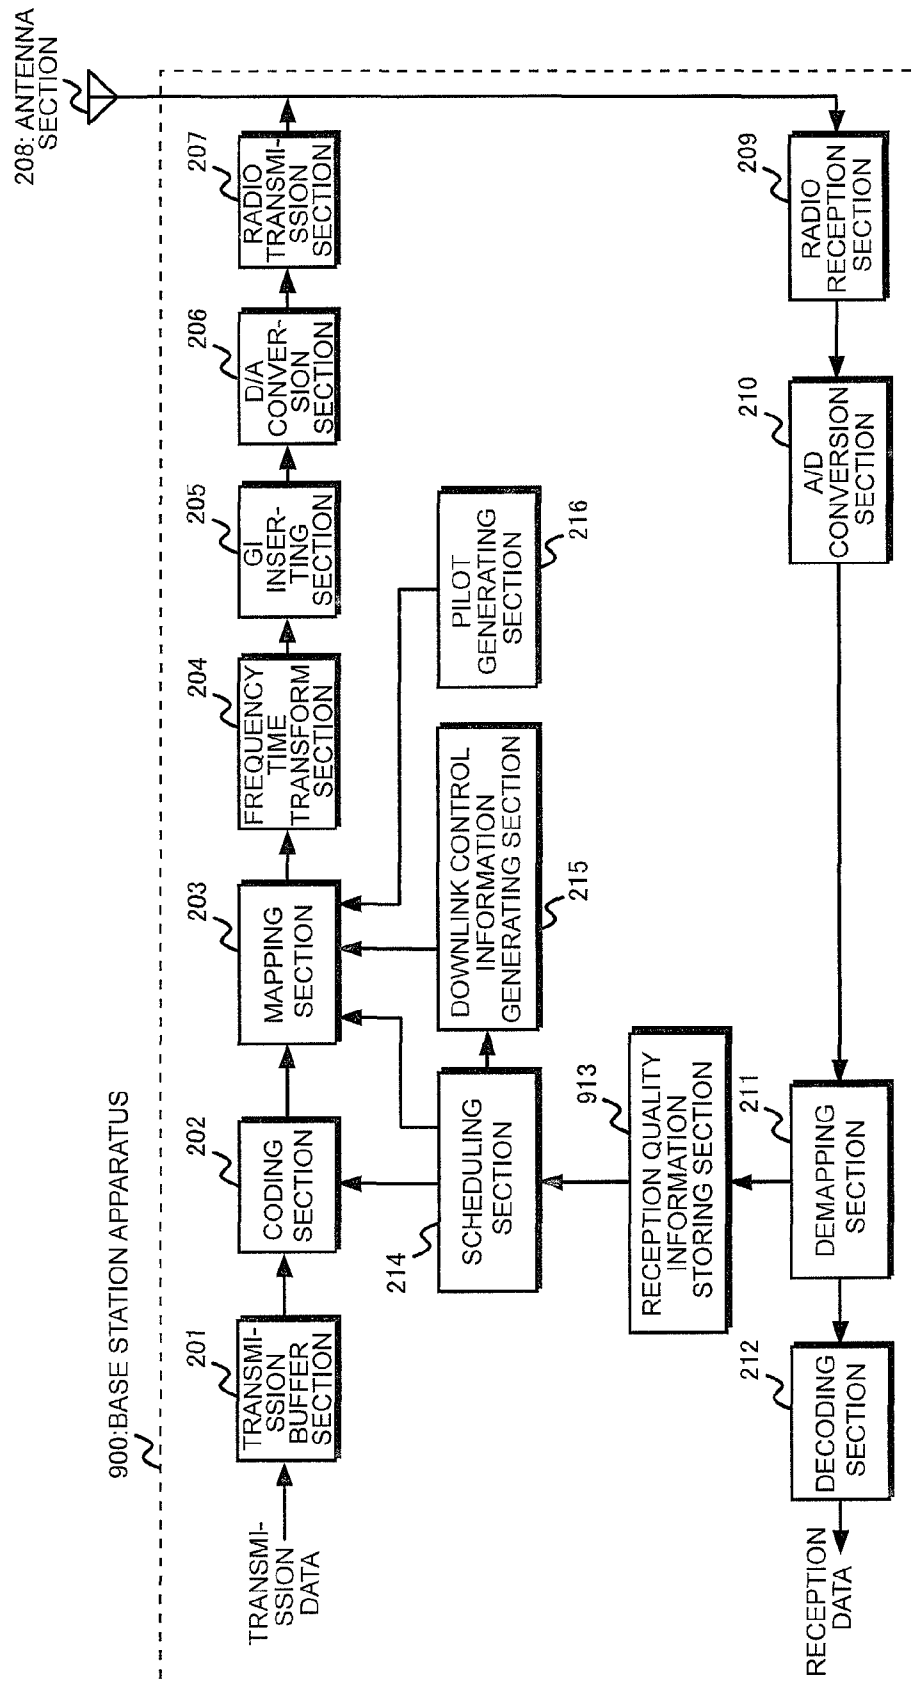 900:BASE STATION APPARATUS
208: ANTENNA
SECTION
TRANSMI-
SSION
DATA
201
TRANSMI-
SSION
BUFFER
SECTION
202
CODING
SECTION
203
MAPPING
SECTION
204
FREQUENCY
TIME
TRANSFORM
SECTION
205
GI
INSER-
TING
SECTION
206
D/A
CONVER-
SION
SECTION
207
RADIO
TRANSMI-
SSION
SECTION
214
SCHEDULING
SECTION
DOWNLINK CONTROL
INFORMATION
GENERATING SECTION
215
PILOT
GENERATING
SECTION
216
913
RECEPTION QUALITY
INFORMATION
STORING SECTION
RECEPTION
DATA
212
DECODING
SECTION
211
DEMAPPING
SECTION
210
A/D
CONVERSION
SECTION
209
RADIO
RECEPTION
SECTION